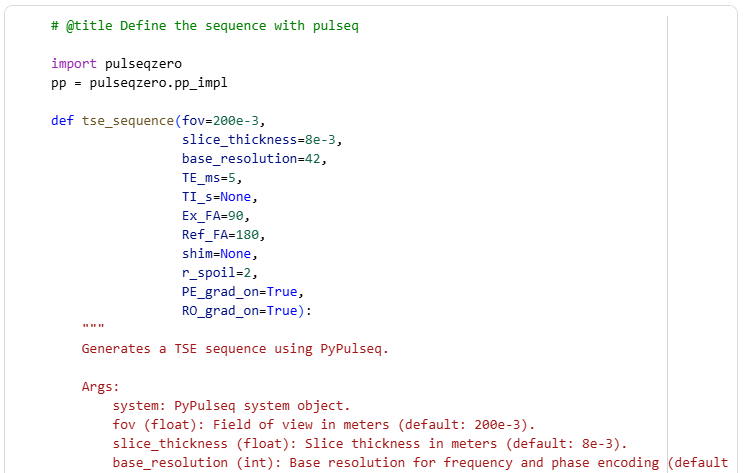 # @title Define the sequence with pulseq
import pulseqzero
pp = pulseqzero.pp_impl
def tse_sequence(fov=200e-3,
slice_thickness=8e-3,
base_resolution=42,
TE_ms=5,
TI_s=None,
Ex_FA=90,
Ref_FA=180,
shim=None,
r_spoil=2,
PE_grad_on=True,
RO_grad_on=True):
"""
Generates a TSE sequence using PyPulseq.
Args:
system: PyPulseq system object.
fov (float): Field of view in meters (default: 200e-3).
slice_thickness (float): Slice thickness in meters (default: 8e-3).
base_resolution (int): Base resolution for frequency and phase encoding (default